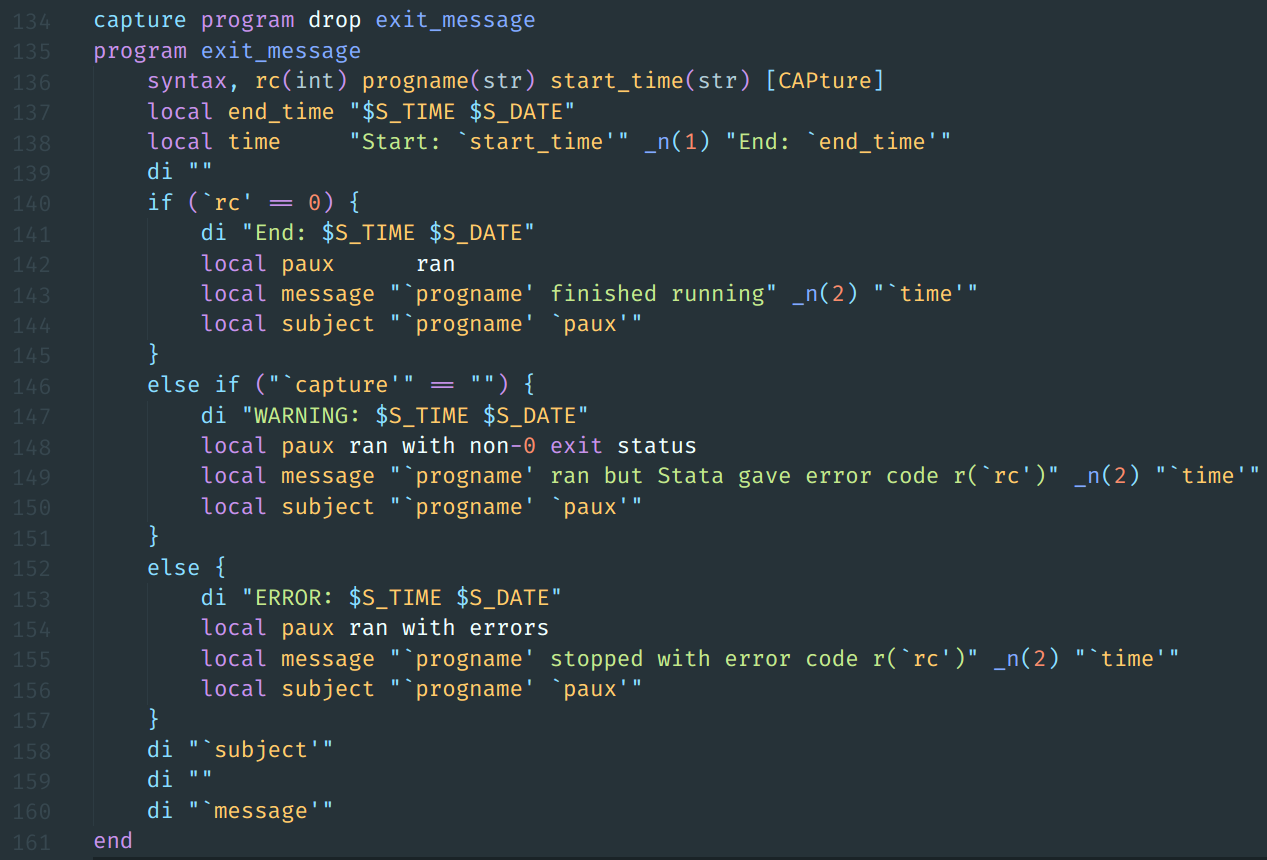 134 capture program drop exit_message
135 program exit_message
136     syntax, rc(int) progname(str) start_time(str) [CAPture]
137     local end_time "$S_TIME $S_DATE"
138     local time     "Start: `start_time'" _n(1) "End: `end_time'"
139     di ""
140     if (`rc' == 0) {
141         di "End: $S_TIME $S_DATE"
142         local paux      ran
143         local message "`progname' finished running" _n(2) "`time'"
144         local subject "`progname' `paux'"
145     }
146     else if ("`capture'" == "") {
147         di "WARNING: $S_TIME $S_DATE"
148         local paux ran with non-0 exit status
149         local message "`progname' ran but Stata gave error code r(`rc')" _n(2) "`time'"
150         local subject "`progname' `paux'"
151     }
152     else {
153         di "ERROR: $S_TIME $S_DATE"
154         local paux ran with errors
155         local message "`progname' stopped with error code r(`rc')" _n(2) "`time'"
156         local subject "`progname' `paux'"
157     }
158     di "`subject'"
159     di ""
160     di "`message'"
161 end